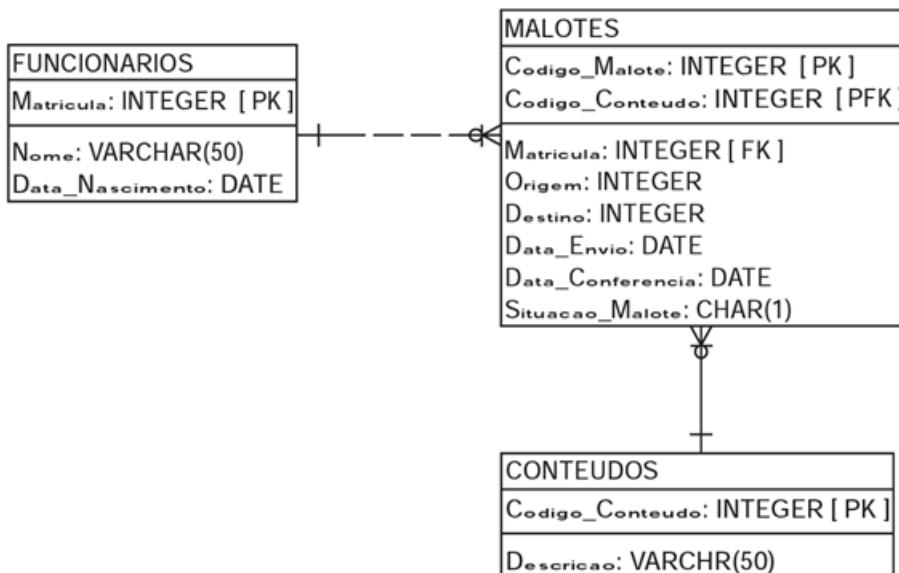 FUNCIONARIOS
Matricula: INTEGER [ PK ]
Nome: VARCHAR(50)
Data_Nascimento: DATE
MALOTES
Codigo_Malote: INTEGER [ PK ]
Codigo_Conteudo: INTEGER [ PFK ]
Matricula: INTEGER [ FK ]
Origem: INTEGER
Destino: INTEGER
Data_Envio: DATE
Data_Conferencia: DATE
Situacao_Malote: CHAR(1)
CONTEUDOS
Codigo_Conteudo: INTEGER [ PK ]
Descricao: VARCHR(50)